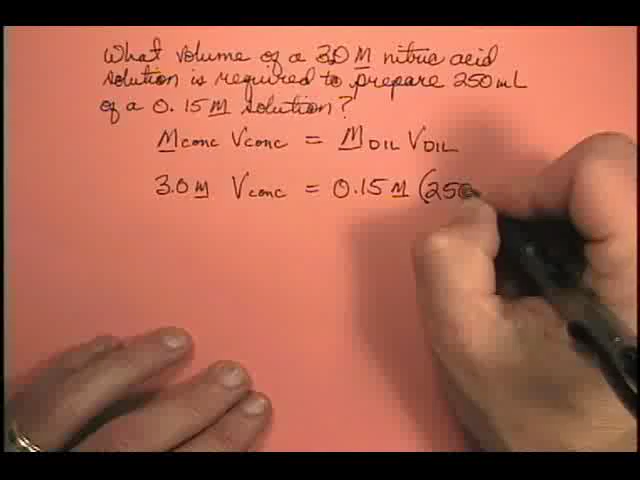 What volume of a 3.0 M nitric acid
solution is required to prepare 250 mL
of a 0.15 M solution?
Mconc Vconc = MDIL VDIL
3.0 M Vconc = 0.15 M (250